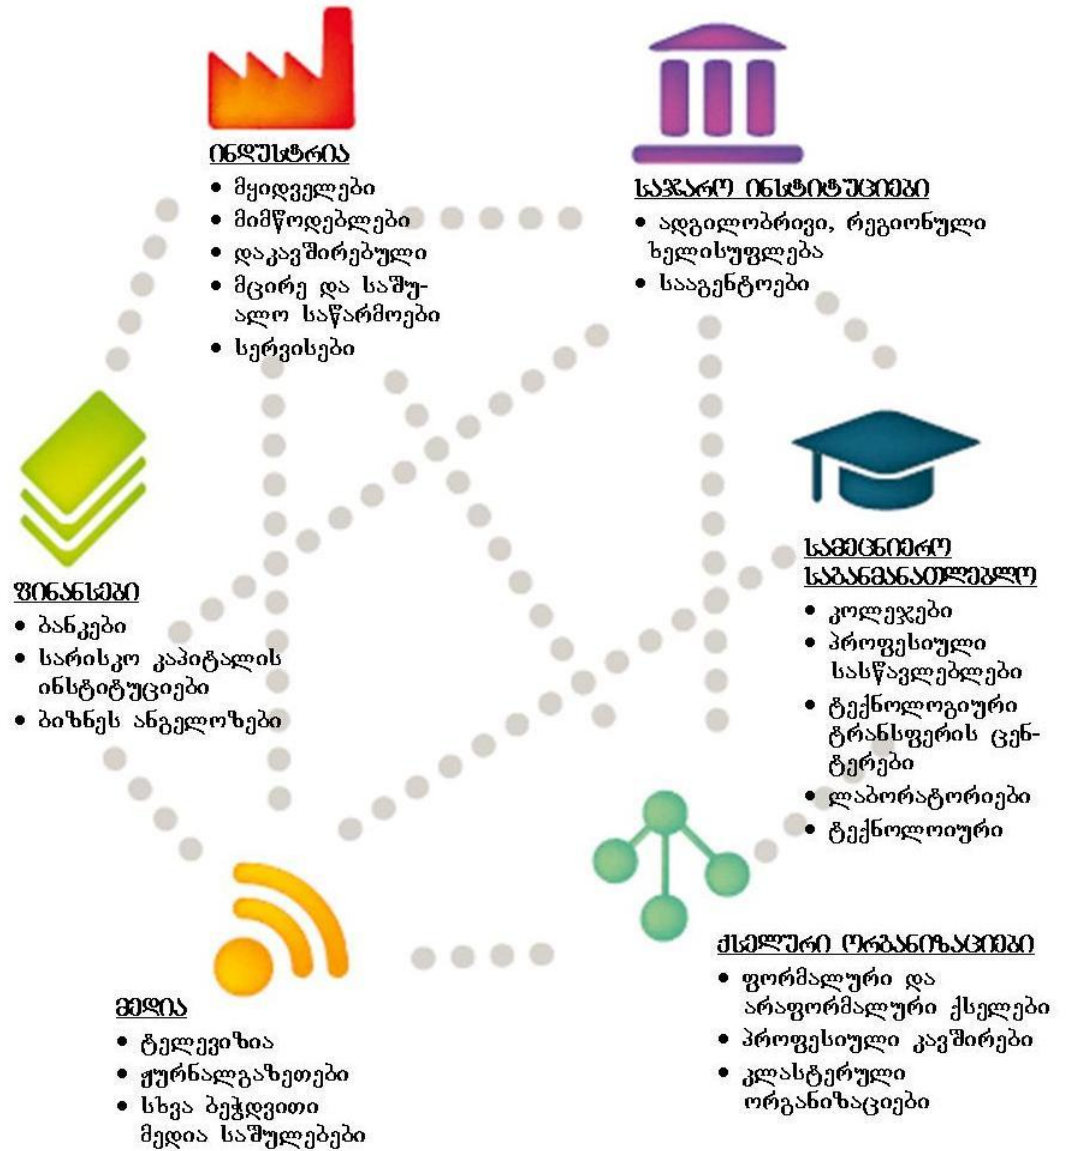 ინდუსტრია
• მყიდველები
• მიმწოდებლები
• დაკავშირებული
• მცირე და საშუ-
ალო საწარმოები
• სერვისები
საჯარო ინსტიტუციები
• ადგილობრივი, რეგიონული
ხელისუფლება
• სააგენტოები
ფინანსები
• ბანკები
• სარისკო კაპიტალის
ინსტიტუციები
• ბიზნეს ანგელოზები
სამეცნიერო
საგანმანათლებლო
• კოლეჯები
• პროფესიული
სასწავლებლები
• ტექნოლოგიური
ტრანსფერის ცენ-
ტერები
• ლაბორატორიები
• ტექნოლოიური
მედია
• ტელევიზია
• ჟურნალგაზეთები
• სხვა ბეჭდვითი
მედია საშულებები
ქსელური ორგანიზაციები
• ფორმალური და
არაფორმალური ქსელები
• პროფესიული კავშირები
• კლასტერული
ორგანიზაციები